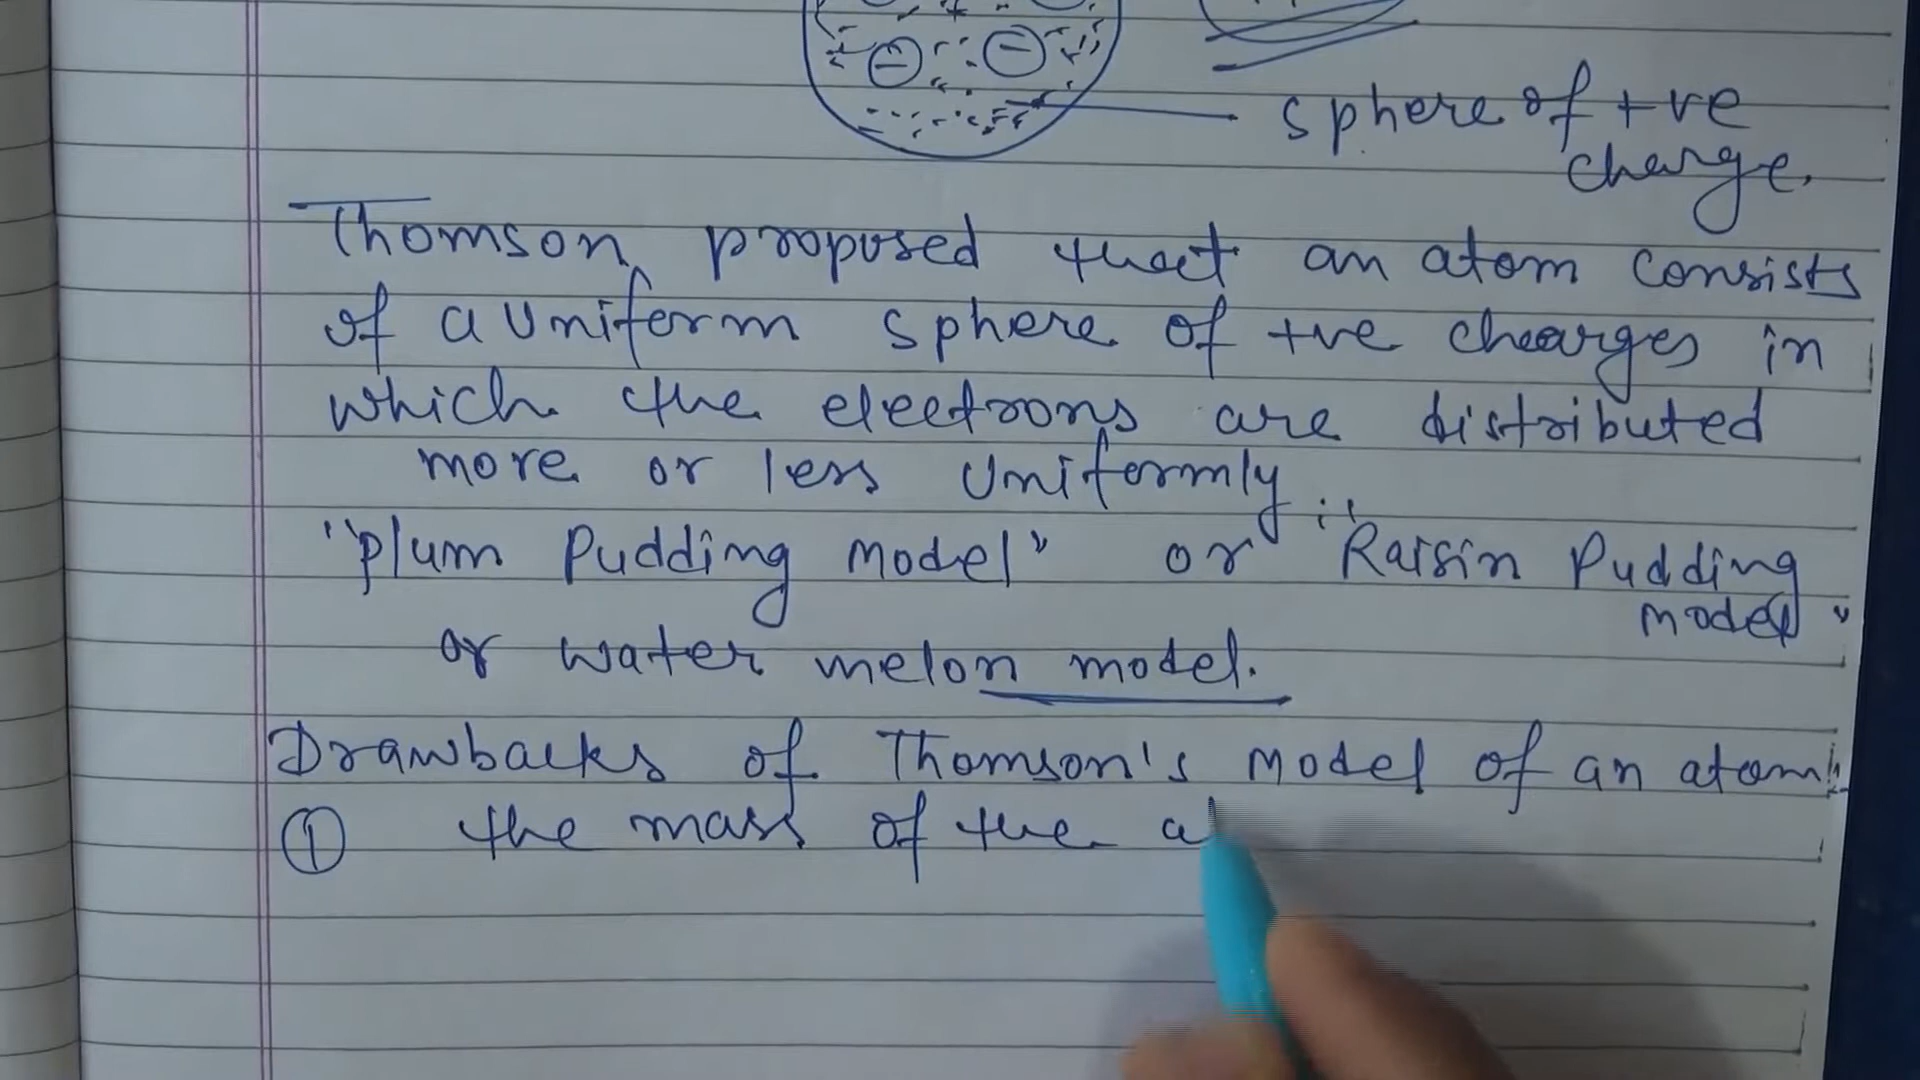 sphere of +ve
charge.
Thomson proposed that an atom consists
of a uniform sphere of +ve charges in
which the electrons are distributed
more or less uniformly.
"Plum Pudding Model" or "Raisin Pudding
model"
or water melon model.
Drawbacks of Thomson's Model of an atom:
① the mass of the a